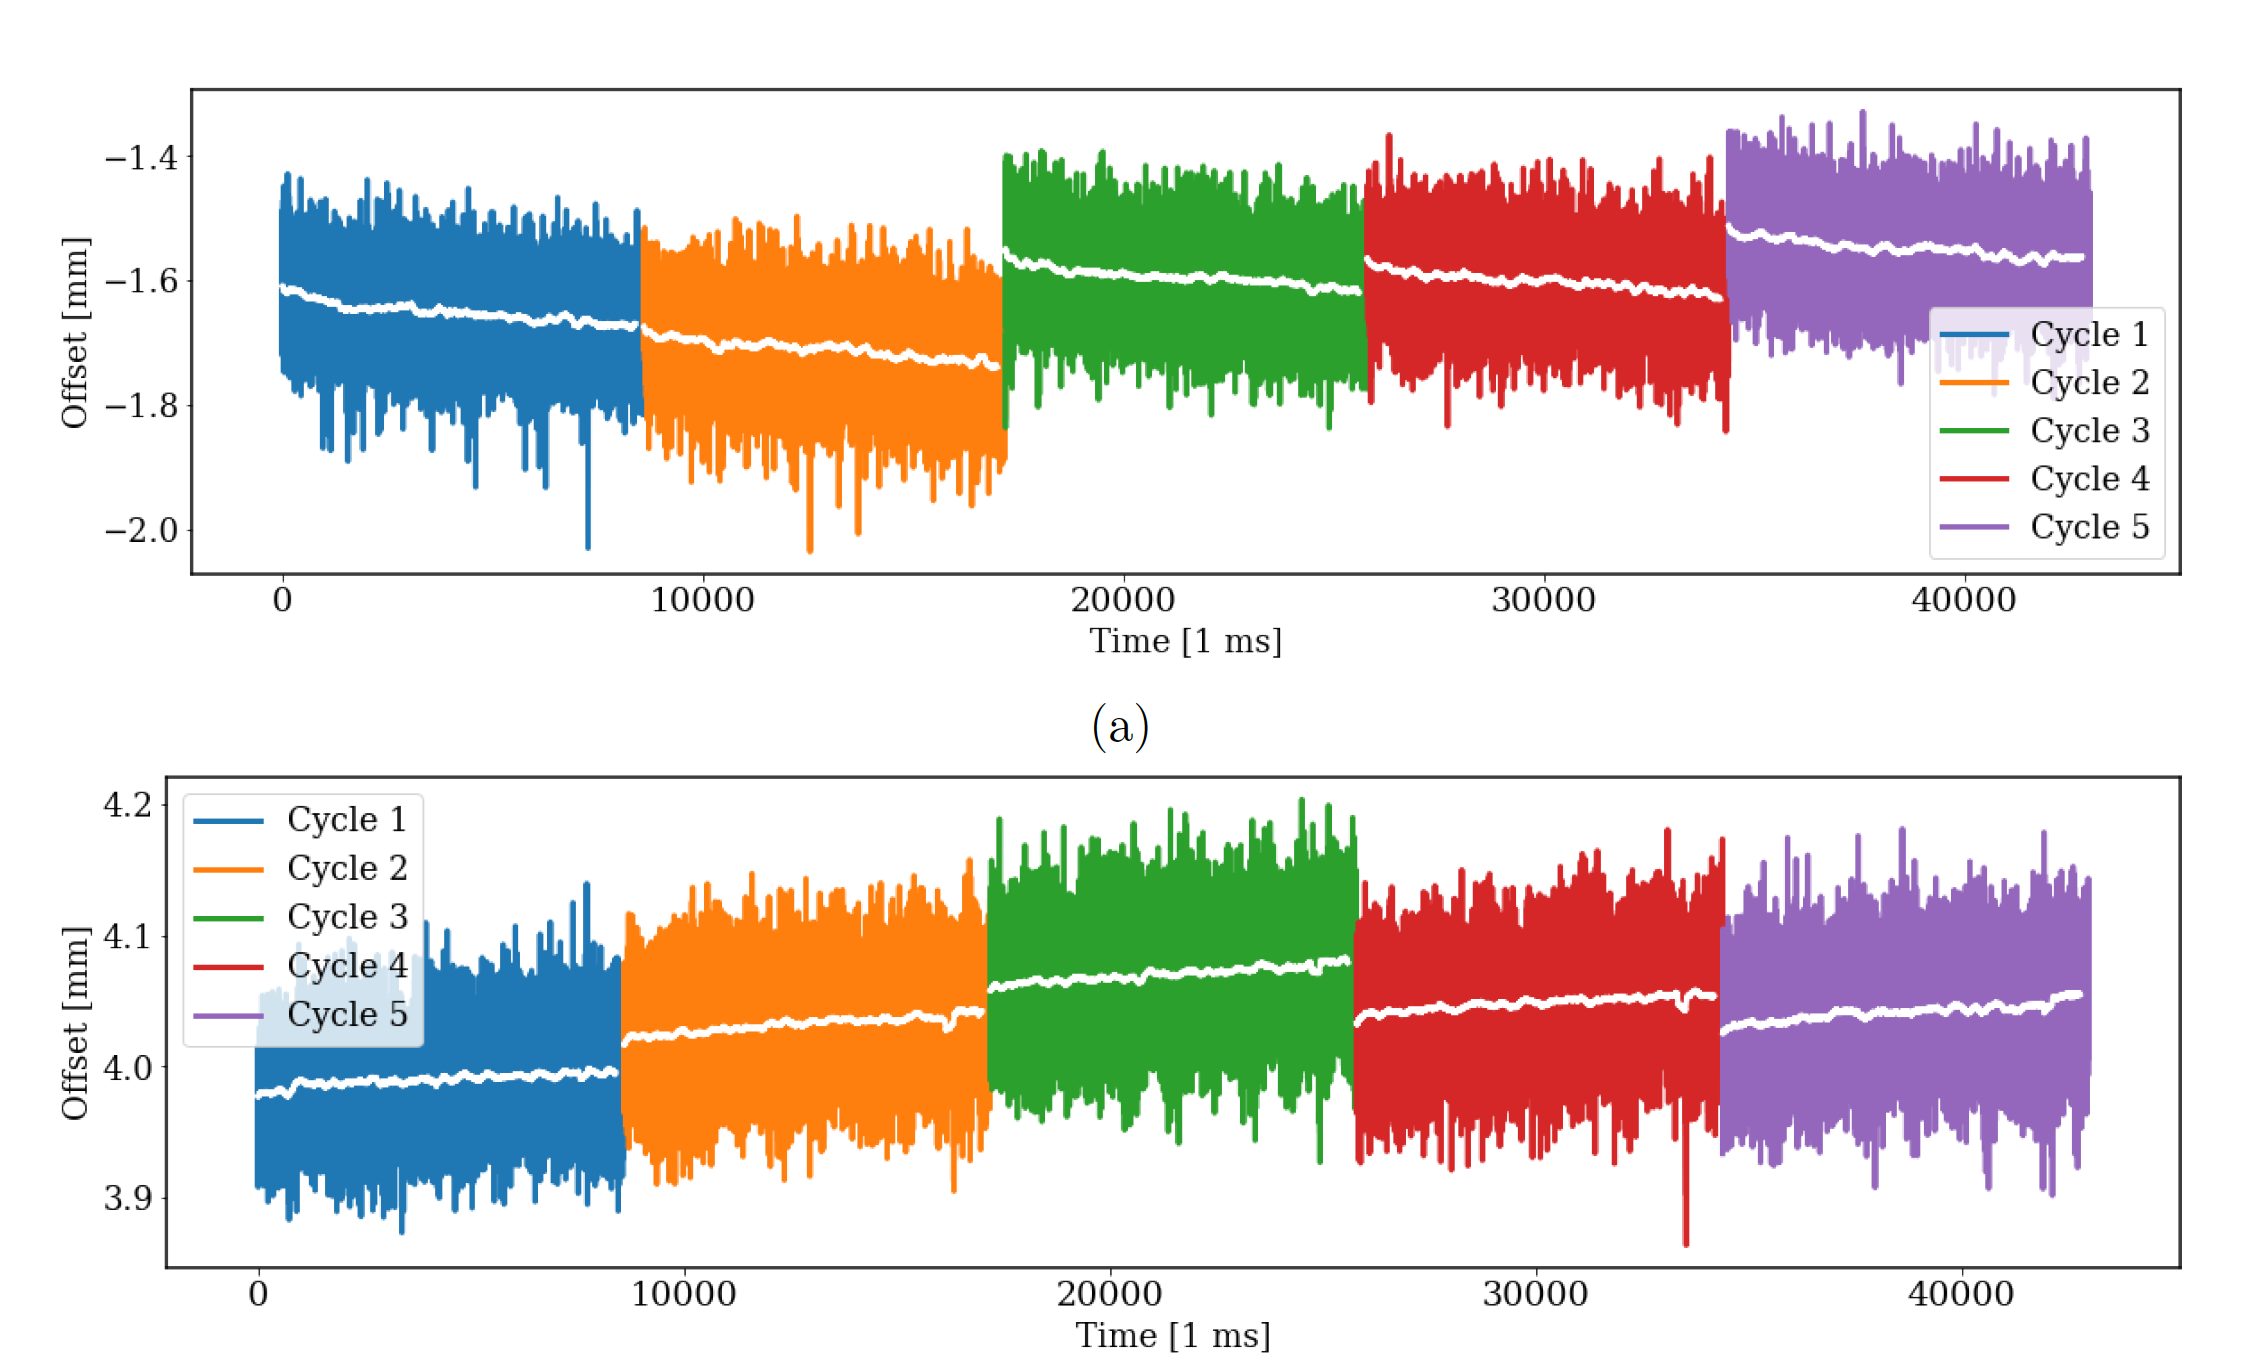 Offset [mm]
−1.4
−1.6
−1.8
−2.0
Cycle 1
Cycle 2
Cycle 3
Cycle 4
Cycle 5
0 10000 20000 30000 40000
Time [1 ms]
(a)
Offset [mm]
4.2
4.1
4.0
3.9
Cycle 1
Cycle 2
Cycle 3
Cycle 4
Cycle 5
0 10000 20000 30000 40000
Time [1 ms]